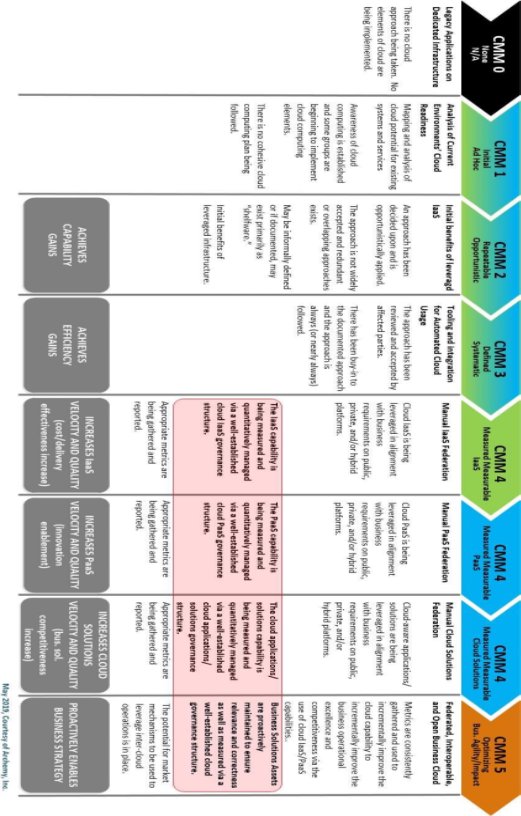 CMM 0
None
N/A
Legacy Applications on
Dedicated Infrastructure
There is no cloud
approach being taken. No
elements of cloud are
being implemented.
CMM 1
Initial
Ad Hoc
Analysis of Current
Environments' Cloud
Readiness
Mapping and analysis of
cloud potential for existing
systems and services
Awareness of cloud
computing is established
and some groups are
beginning to implement
cloud computing
elements.
There is no cohesive cloud
computing plan being
followed.
CMM 2
Repeatable
Opportunistic
Initial benefits of leveragd
IaaS
An approach has been
decided upon and is
opportunistically applied.
The approach is not widely
accepted and redundant
or overlapping approaches
exists.
May be informally defined
or if documented, may
exist primarily as
"shelfware."
Initial benefits of
leveraged infrastructure.
ACHIEVES
CAPABILITY
GAINS
CMM 3
Defined
Systematic
Tooling and integration
for Automated Cloud
Usage
The approach has been
reviewed and accepted by
affected parties.
There has been buy-in to
the documented approach
and the approach is
always (or nearly always)
followed.
ACHIEVES
EFFICIENCY
GAINS
CMM 4
Measured Measurable
IaaS
Manual IaaS Federation
Cloud IaaS is being
leveraged in alignment
with business
requirements on public,
private, and/or hybrid
platforms.
The IaaS capability is
being measured and
quantitatively managed
via a well-established
cloud IaaS governance
structure.
Appropriate metrics are
being gathered and
reported.
INCREASES IaaS
VELOCITY AND QUALITY
(cost/delivery
effectiveness increase)
CMM 4
Measured Measurable
PaaS
Manual PaaS Federation
Cloud PaaS is being
leveraged in alignment
with business
requirements on public,
private, and/or hybrid
platforms.
The PaaS capability is
being measured and
quantitatively managed
via a well-established
cloud PaaS governance
structure.
Appropriate metrics are
being gathered and
reported.
INCREASES PaaS
VELOCITY AND QUALITY
(innovation
enablement)
CMM 4
Measured Measurable
Cloud Solutions
Manual Cloud Solutions
Federation
Cloud-aware applications/
solutions are being
leveraged in alignment
with business
requirements on public,
private, and/or
hybrid platforms.
The cloud applications/
solutions capability is
being measured and
quantitatively managed
via a well-established
cloud applications/
solutions governance
structure.
Appropriate metrics are
being gathered and
reported.
INCREASES CLOUD
SOLUTIONS
VELOCITY AND QUALITY
(bus. sol.
competitiveness
increase)
CMM 5
Optimizing
Bus. Agility/Impact
Federated, Interoperable,
and Open Business Cloud
Metrics are consistently
gathered and used to
incrementally improve the
cloud capability to
incrementally improve the
business operational
excellence and
competitiveness via the
use of cloud IaaS/PaaS
capabilities.
Business Solutions Assets
are proactively
maintained to ensure
relevance and correctness
as well as measured via a
well-established cloud
governance structure.
The potential for market
mechanisms to be used to
leverage inter-cloud
operations is in place.
PROACTIVELY ENABLES
BUSINESS STRATEGY
May 2019, Courtesy of Anthemy, Inc.